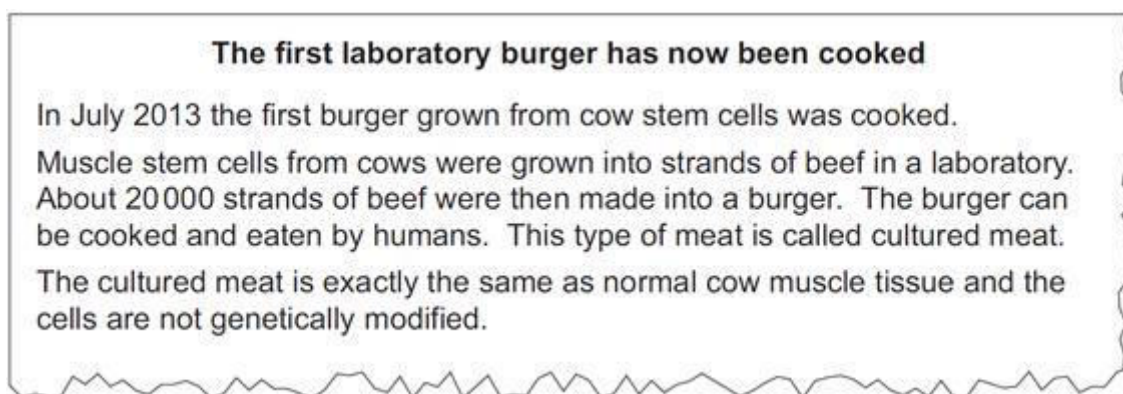 The first laboratory burger has now been cooked
In July 2013 the first burger grown from cow stem cells was cooked.
Muscle stem cells from cows were grown into strands of beef in a laboratory.
About 20 000 strands of beef were then made into a burger. The burger can
be cooked and eaten by humans. This type of meat is called cultured meat.
The cultured meat is exactly the same as normal cow muscle tissue and the
cells are not genetically modified.